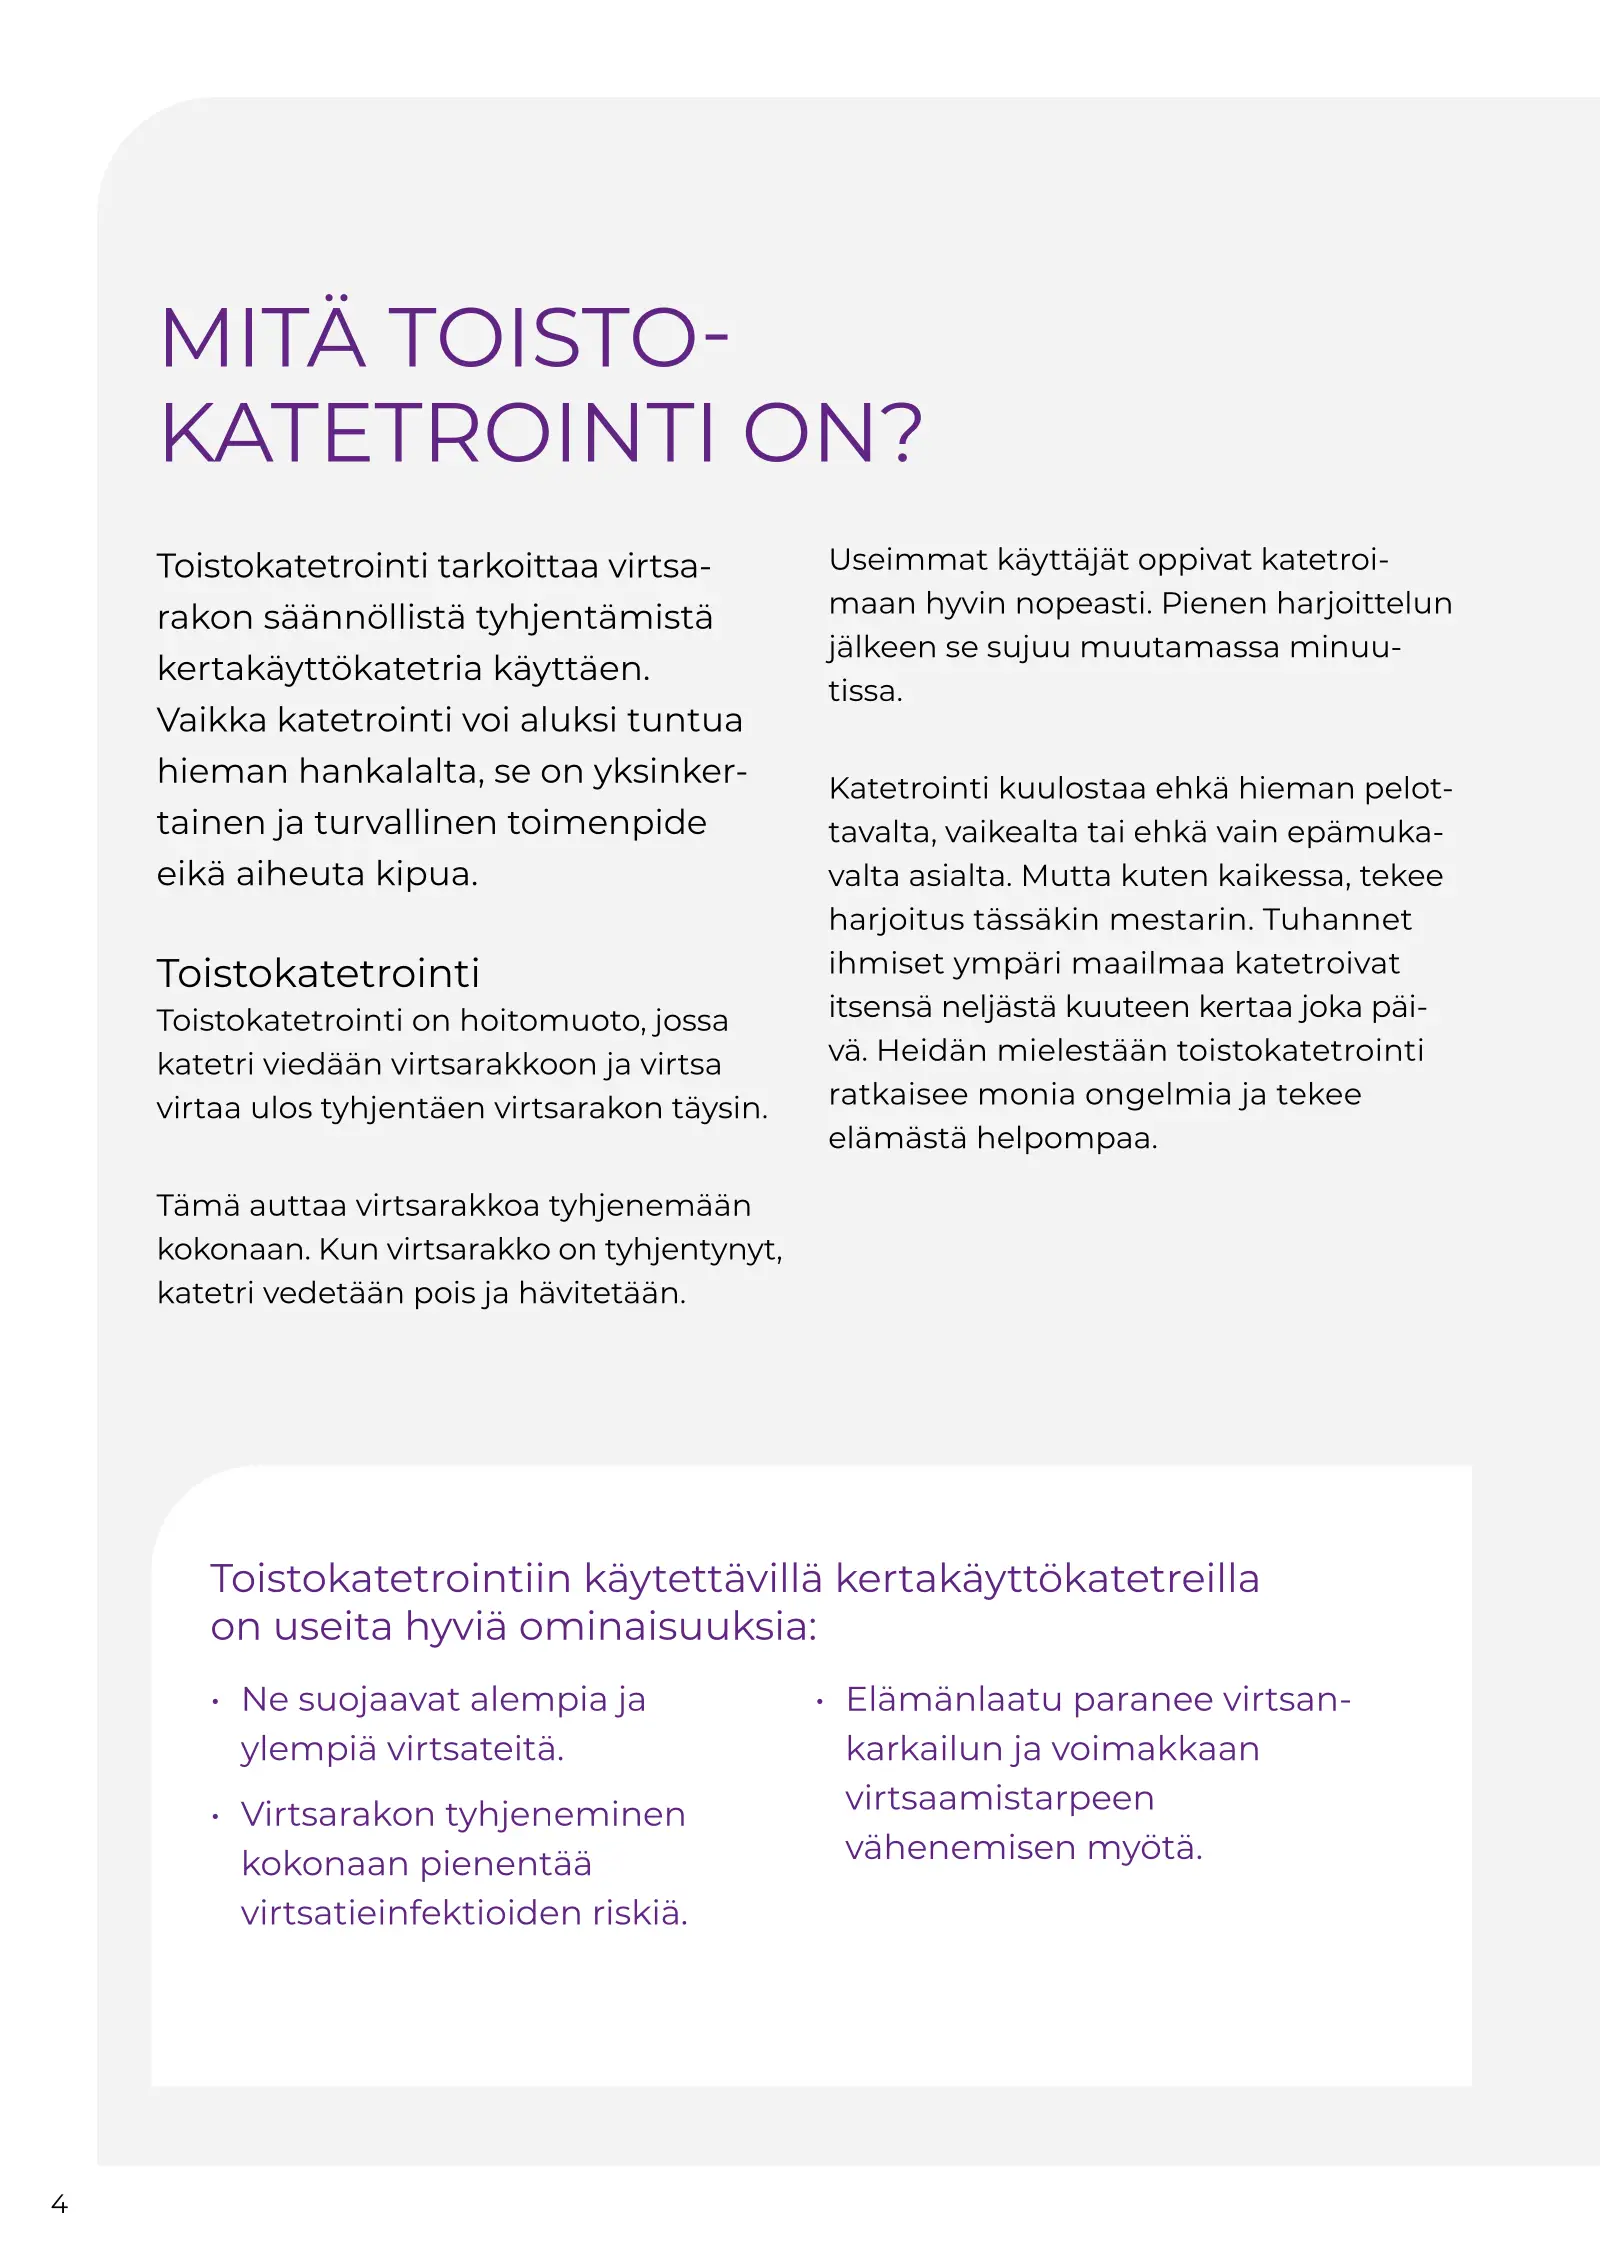 MITÄ TOISTO-
KATETROINTI ON?
Toistokatetrointi tarkoittaa virtsa-
rakon säännöllistä tyhjentämistä
kertakäyttökatetria käyttäen.
Vaikka katetrointi voi aluksi tuntua
hieman hankalalta, se on yksinker-
tainen ja turvallinen toimenpide
eikä aiheuta kipua.
Toistokatetrointi
Toistokatetrointi on hoitomuoto, jossa
katetri viedään virtsarakkoon ja virtsa
virtaa ulos tyhjentäen virtsarakon täysin.
Tämä auttaa virtsarakkoa tyhjenemään
kokonaan. Kun virtsarakko on tyhjentynyt,
katetri vedetään pois ja hävitetään.
Useimmat käyttäjät oppivat katetroi-
maan hyvin nopeasti. Pienen harjoittelun
jälkeen se sujuu muutamassa minuu-
tissa.
Katetrointi kuulostaa ehkä hieman pelot-
tavalta, vaikealta tai ehkä vain epämuka-
valta asialta. Mutta kuten kaikessa, tekee
harjoitus tässäkin mestarin. Tuhannet
ihmiset ympäri maailmaa katetroivat
itsensä neljästä kuuteen kertaa joka päi-
vä. Heidän mielestään toistokatetrointi
ratkaisee monia ongelmia ja tekee
elämästä helpompaa.
Toistokatetrointiin käytettävillä kertakäyttökatetreilla
on useita hyviä ominaisuuksia:
• Ne suojaavat alempia ja
ylempiä virtsateitä.
• Virtsarakon tyhjeneminen
kokonaan pienentää
virtsatieinfektioiden riskiä.
• Elämänlaatu paranee virtsan-
karkailun ja voimakkaan
virtsaamistarpeen
vähenemisen myötä.
4